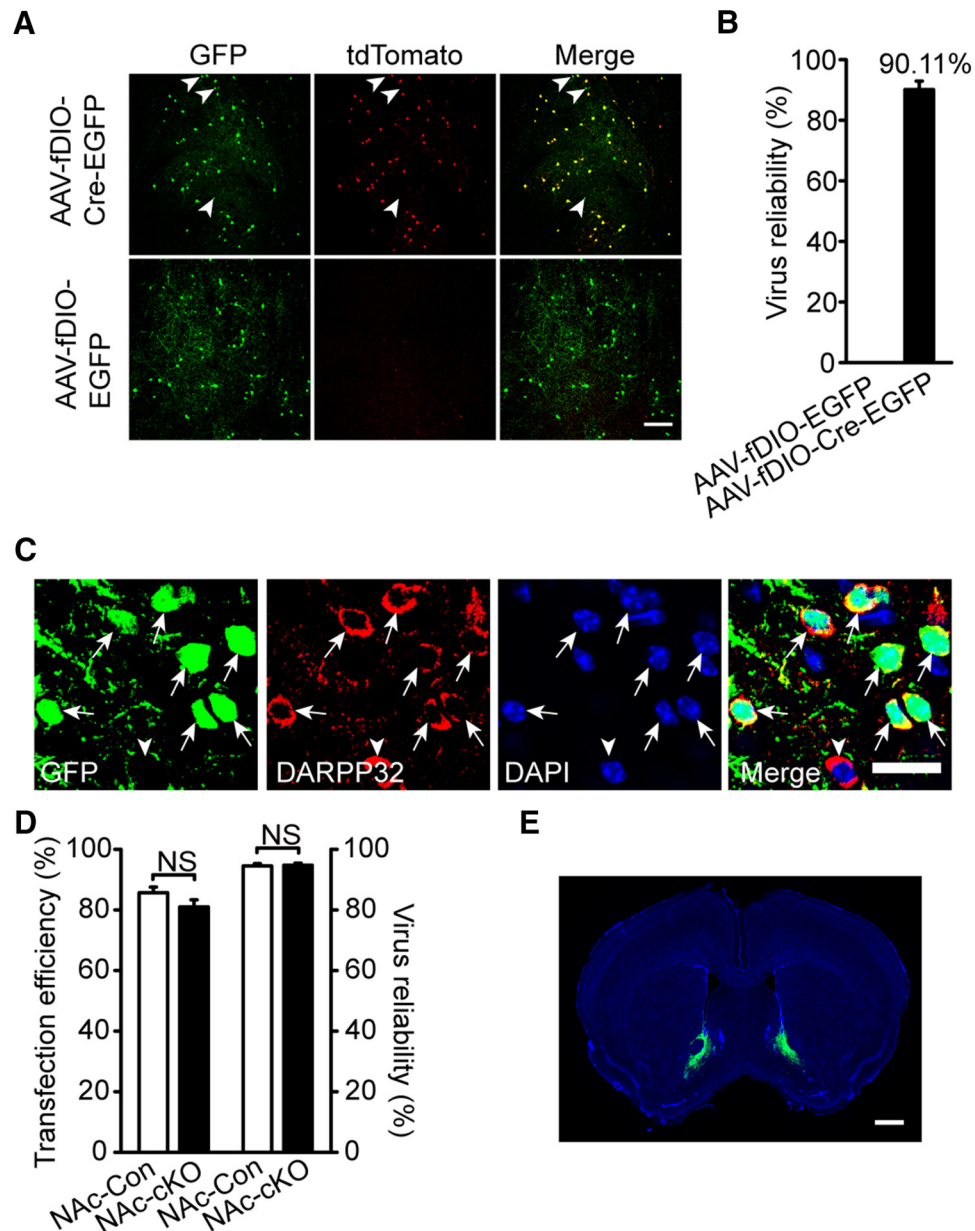 A
GFP
tdTomato
Merge
AAV-fDIO-
Cre-EGFP
AAV-fDIO-
EGFP
B
90.11%
Virus reliability (%)
100
80
60
40
20
0
AAV-fDIO-EGFP
AAV-fDIO-Cre-EGFP
C
GFP
DARPP32
DAPI
Merge
D
Transfection efficiency (%)
100
80
60
40
20
0
NS
NS
100
80
60
40
20
0
Virus reliability (%)
NAc-Con
NAc-cKO
NAc-Con
NAc-cKO
E